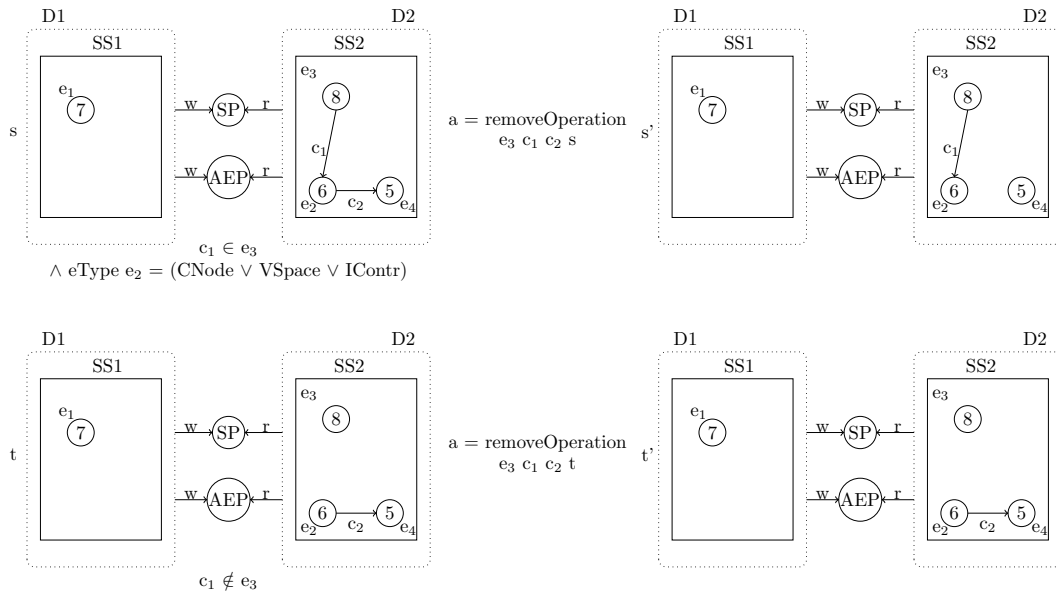 D1 D2 D1 D2
SS1 SS2 SS1 SS2
e₃ e₃
e₁ 8 e₁ 8
7 w SP r a = removeOperation 7 w SP r
s e₃ c₁ c₂ s s'
c₁ c₁
w AEP r w AEP r
6 c₂ 5 6 5
e₂ e₄ e₂ e₄
c₁ ∈ e₃
∧ eType e₂ = (CNode ∨ VSpace ∨ IContr)
D1 D2 D1 D2
SS1 SS2 SS1 SS2
e₃ e₃
e₁ 8 e₁ 8
7 w SP r a = removeOperation 7 w SP r
t e₃ c₁ c₂ t t'
w AEP r w AEP r
6 c₂ 5 6 c₂ 5
e₂ e₄ e₂ e₄
c₁ ∉ e₃